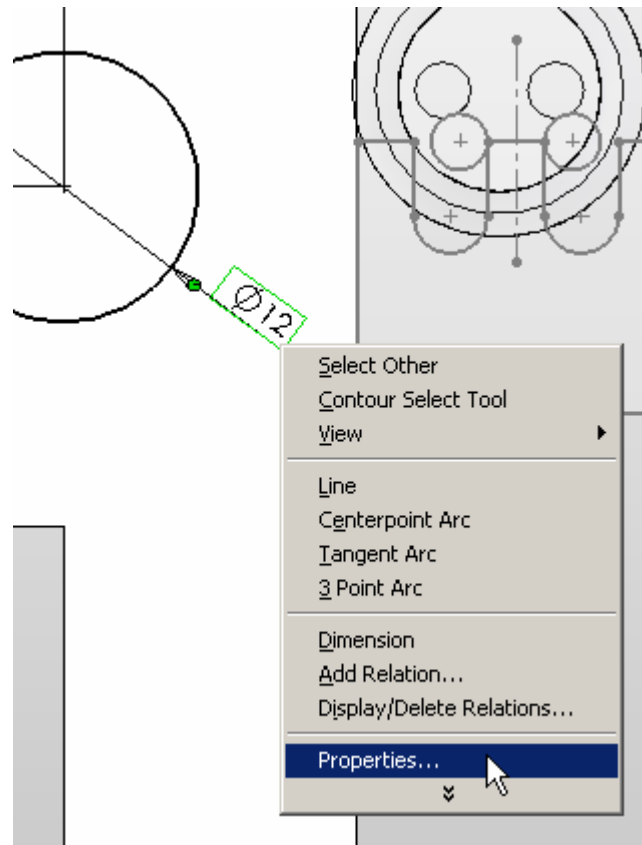 Ø12
Select Other
Contour Select Tool
View
Line
Centerpoint Arc
Tangent Arc
3 Point Arc
Dimension
Add Relation...
Display/Delete Relations...
Properties...